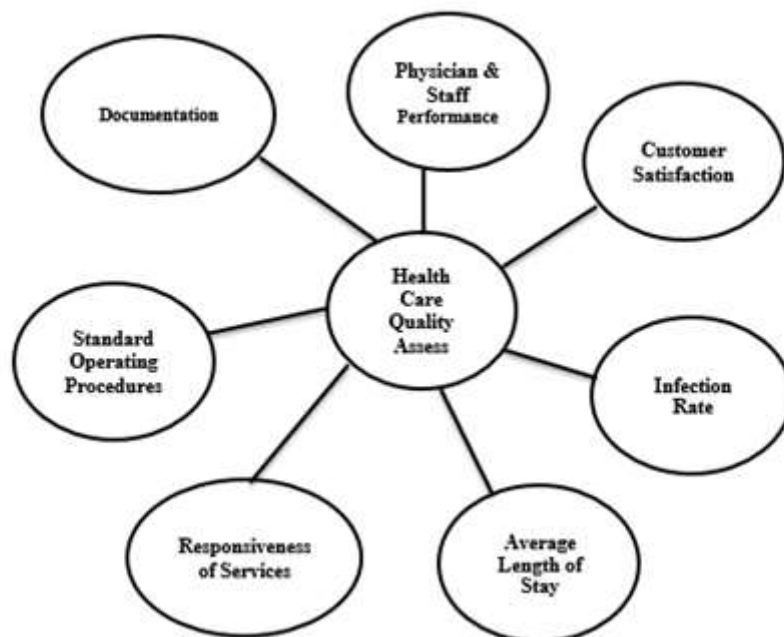 Documentation
Physician &
Staff
Performance
Customer
Satisfaction
Health
Care
Quality
Assess
Standard
Operating
Procedures
Infection
Rate
Responsiveness
of Services
Average
Length of
Stay